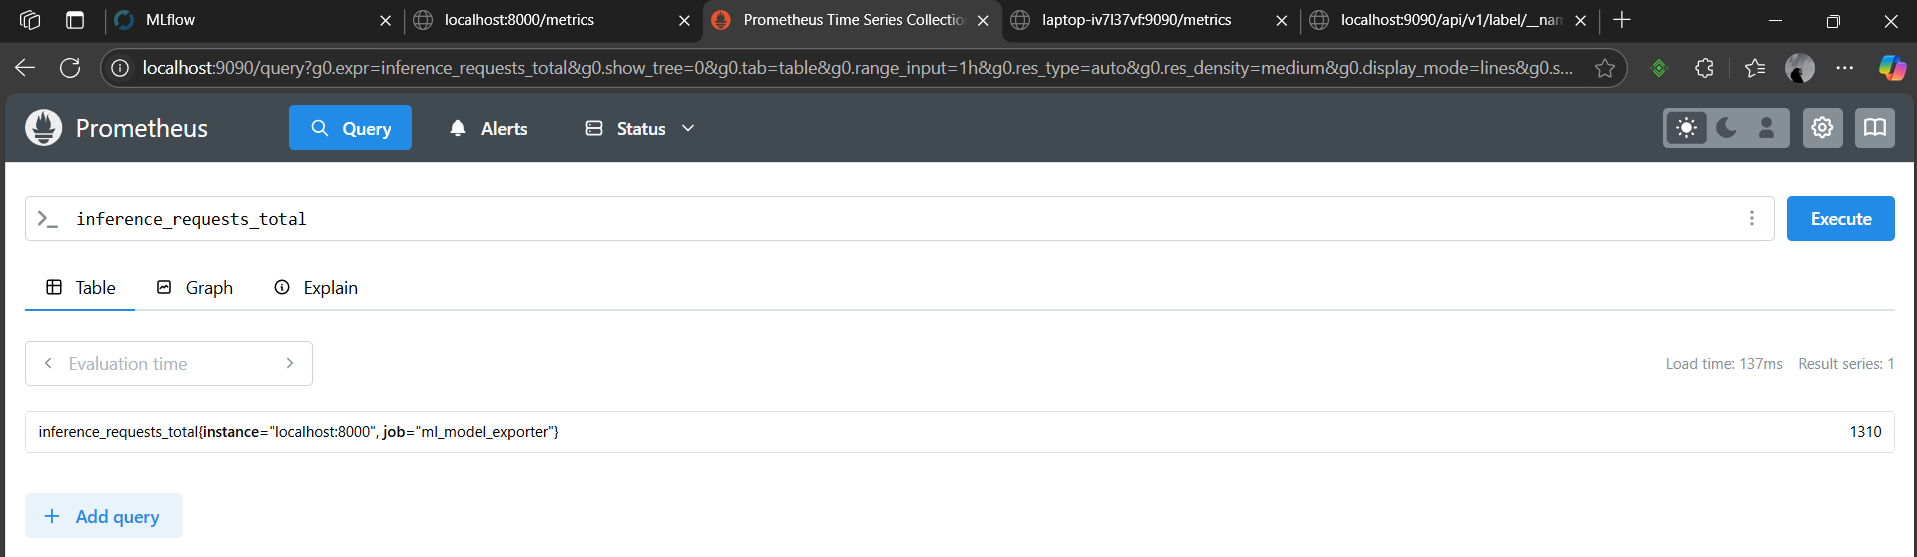 MLflow
localhost:8000/metrics
Prometheus Time Series Collectio
laptop-iv7l37vf:9090/metrics
localhost:9090/api/v1/label/__nam
localhost:9090/query?g0.expr=inference_requests_total&g0.show_tree=0&g0.tab=table&g0.range_input=1h&g0.res_type=auto&g0.res_density=medium&g0.display_mode=lines&g0.s...
Prometheus
Query
Alerts
Status
>_ inference_requests_total
Execute
Table
Graph
Explain
Evaluation time
Load time: 137ms
Result series: 1
inference_requests_total{instance="localhost:8000", job="ml_model_exporter"}
1310
+ Add query